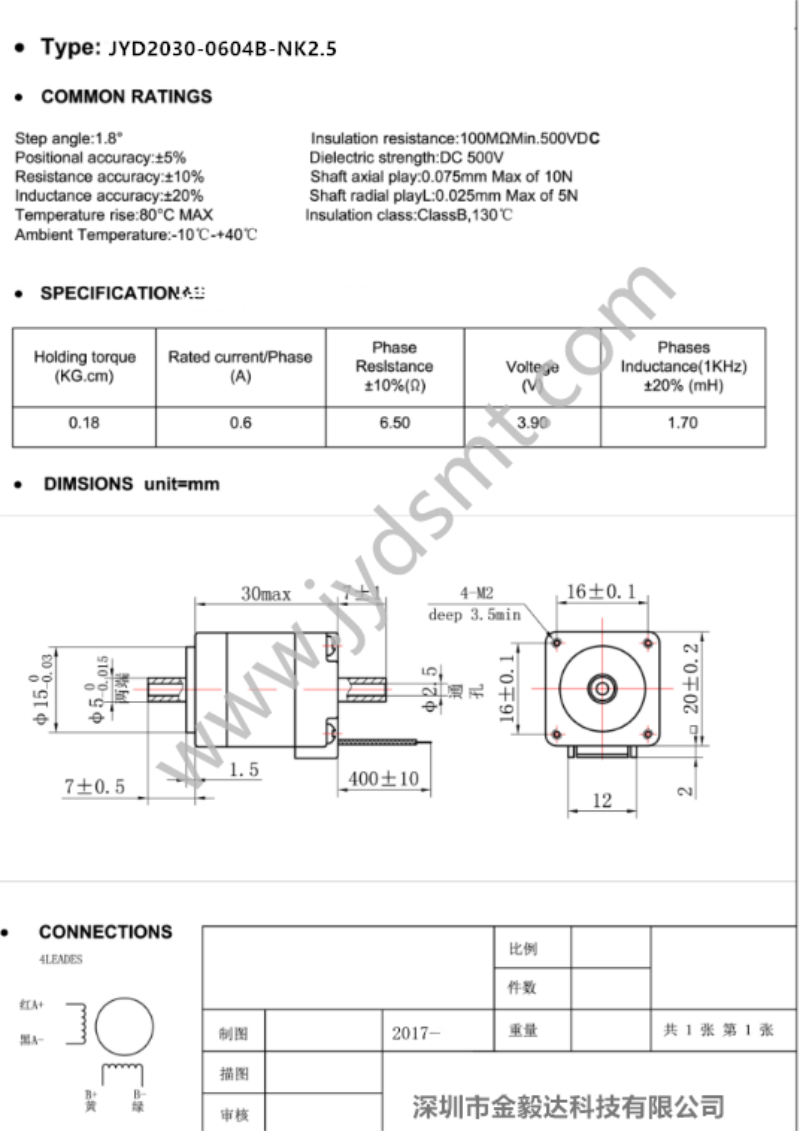 ● Type: JYD2030-0604B-NK2.5
● COMMON RATINGS
Step angle:1.8° Insulation resistance:100MΩMin.500VDC
Positional accuracy:±5% Dielectric strength:DC 500V
Resistance accuracy:±10% Shaft axial play:0.075mm Max of 10N
Inductance accuracy:±20% Shaft radial playL:0.025mm Max of 5N
Temperature rise:80°C MAX Insulation class:ClassB,130℃
Ambient Temperature:-10℃-+40℃
● SPECIFICATION
Holding torque
(KG.cm)
Rated current/Phase
(A)
Phase
Reslstance
±10%(Ω)
Voltege
(V)
Phases
Inductance(1KHz)
±20% (mH)
0.18 0.6 6.50 3.90 1.70
● DIMSIONS unit=mm
30max
7±1
4-M2
deep 3.5min
16±0.1
ϕ15 0 -0.03
ϕ5 0 -0.015
两端
ϕ2.5
通孔
16±0.1
□ 20±0.2
1.5
7±0.5
400±10
12
2
www.jydsmt.com
● CONNECTIONS
4LEADES
红A+
黑A-
B+ B-
黄 绿
比例
件数
制图 2017- 重量 共 1 张 第 1 张
描图
审核
深圳市金毅达科技有限公司